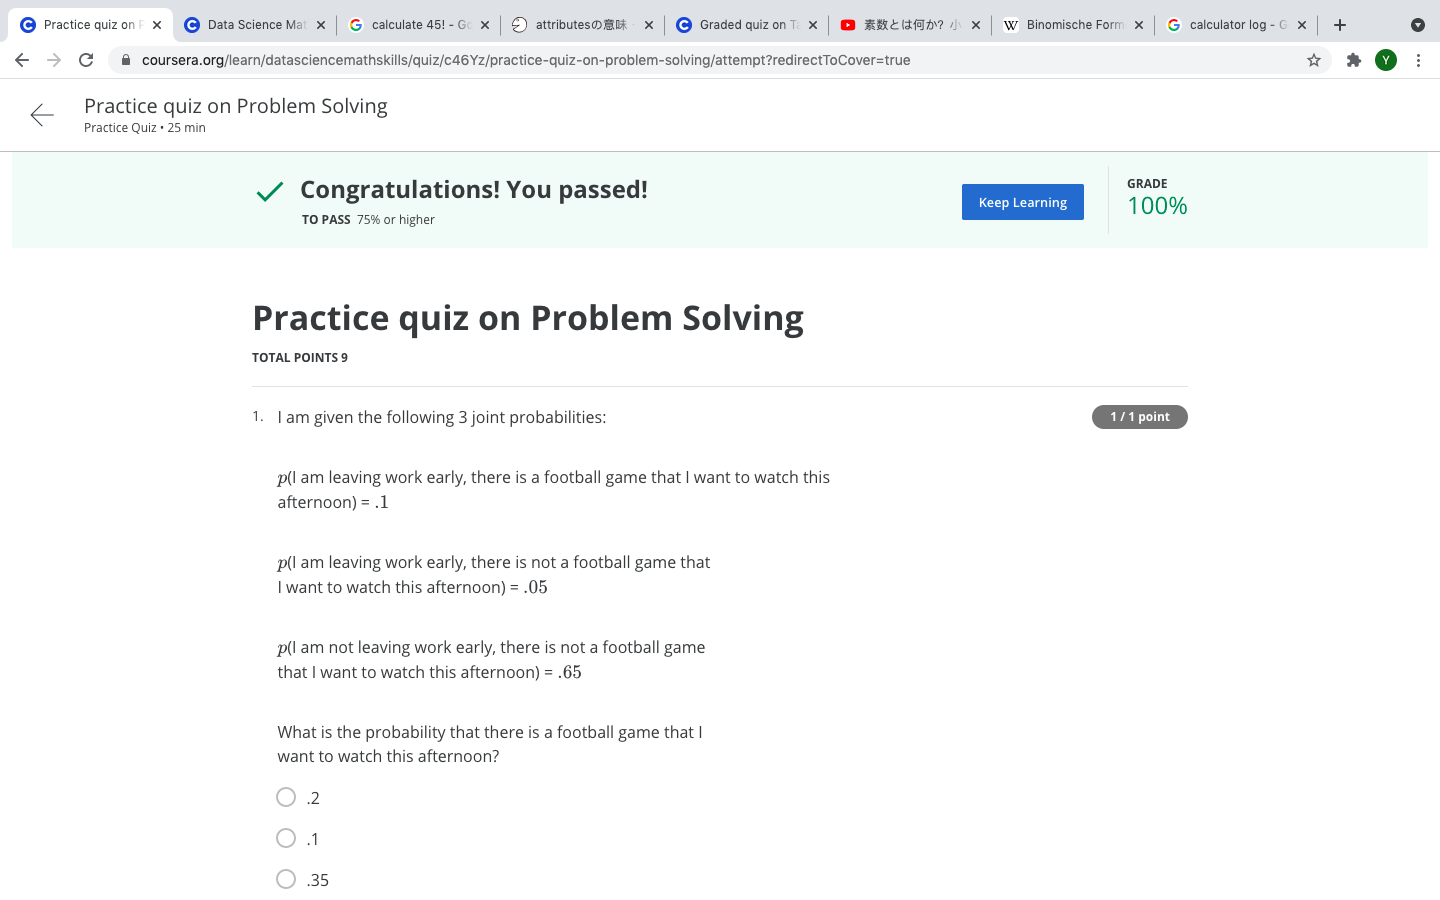 Practice quiz on P
Data Science Mat
calculate 45! - Go
attributesの意味 -
Graded quiz on Ta
素数とは何か? 小
Binomische Form
calculator log - G
coursera.org/learn/datasciencemathskills/quiz/c46Yz/practice-quiz-on-problem-solving/attempt?redirectToCover=true
Y
Practice quiz on Problem Solving
Practice Quiz • 25 min
Congratulations! You passed!
TO PASS 75% or higher
Keep Learning
GRADE
100%
Practice quiz on Problem Solving
TOTAL POINTS 9
1. I am given the following 3 joint probabilities:
1 / 1 point
p(I am leaving work early, there is a football game that I want to watch this
afternoon) = .1
p(I am leaving work early, there is not a football game that
I want to watch this afternoon) = .05
p(I am not leaving work early, there is not a football game
that I want to watch this afternoon) = .65
What is the probability that there is a football game that I
want to watch this afternoon?
.2
.1
.35